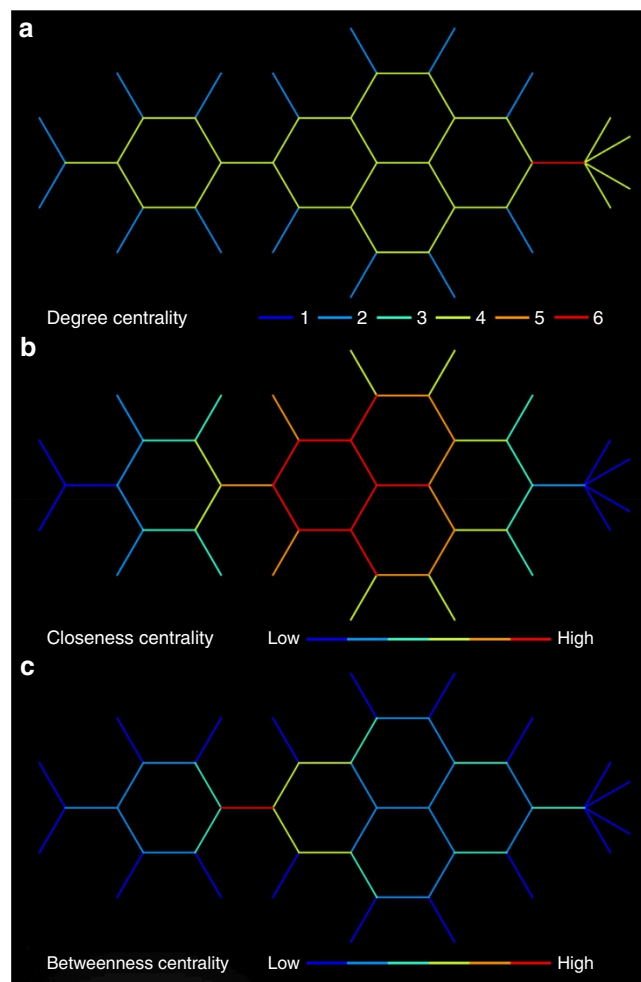 a
Degree centrality 1 2 3 4 5 6
b
Closeness centrality Low High
c
Betweenness centrality Low High